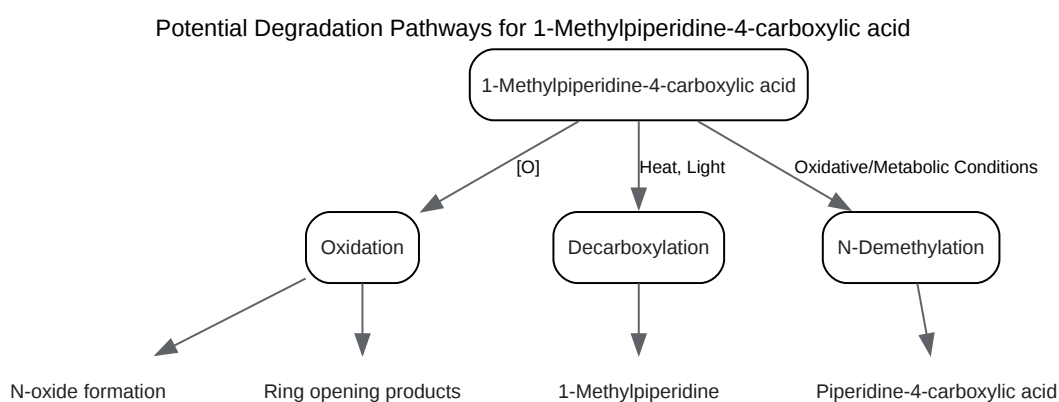 Potential Degradation Pathways for 1-Methylpiperidine-4-carboxylic acid
1-Methylpiperidine-4-carboxylic acid
[O]
Heat, Light
Oxidative/Metabolic Conditions
Oxidation
Decarboxylation
N-Demethylation
N-oxide formation
Ring opening products
1-Methylpiperidine
Piperidine-4-carboxylic acid